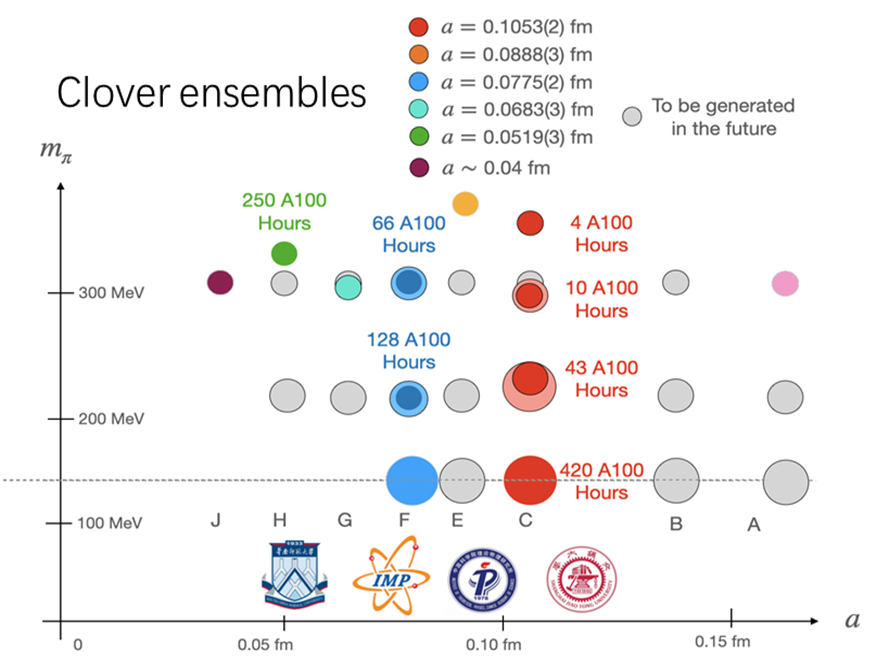 Clover ensembles
a = 0.1053(2) fm
a = 0.0888(3) fm
a = 0.0775(2) fm
a = 0.0683(3) fm
a = 0.0519(3) fm
a ∼ 0.04 fm
To be generated
in the future
mπ
250 A100
Hours
66 A100
Hours
4 A100
Hours
300 MeV
10 A100
Hours
128 A100
Hours
43 A100
Hours
200 MeV
420 A100
Hours
100 MeV
J H G F E C B A
1933
IMP
P
1978
a
0 0.05 fm 0.10 fm 0.15 fm